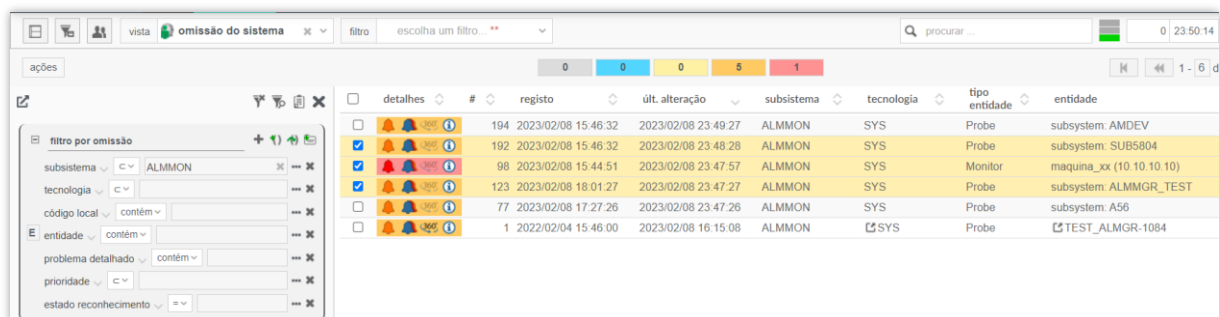 vista omissão do sistema filtro escolha um filtro... ** procurar ... 0 23:50:14
ações 0 0 0 5 1 1 - 6 d
detalhes # registo últ. alteração subsistema tecnologia tipo entidade entidade
filtro por omissão
subsistema ⊂ ALMMON
tecnologia ⊂
código local contém
E entidade contém
problema detalhado contém
prioridade ⊂
estado reconhecimento =
360° 194 2023/02/08 15:46:32 2023/02/08 23:49:27 ALMMON SYS Probe subsystem: AMDEV
360° 192 2023/02/08 15:46:32 2023/02/08 23:48:28 ALMMON SYS Probe subsystem: SUB5804
360° 98 2023/02/08 15:44:51 2023/02/08 23:47:57 ALMMON SYS Monitor maquina_xx (10.10.10.10)
360° 123 2023/02/08 18:01:27 2023/02/08 23:47:27 ALMMON SYS Probe subsystem: ALMMGR_TEST
360° 77 2023/02/08 17:27:26 2023/02/08 23:47:26 ALMMON SYS Probe subsystem: A56
360° 1 2022/02/04 15:46:00 2023/02/08 16:15:08 ALMMON SYS Probe TEST_ALMGR-1084